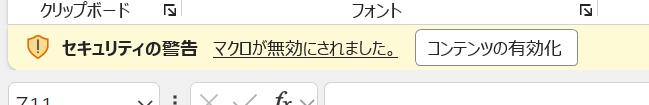 クリップボード フォント
セキュリティの警告 マクロが無効にされました。 コンテンツの有効化
Z11 fx